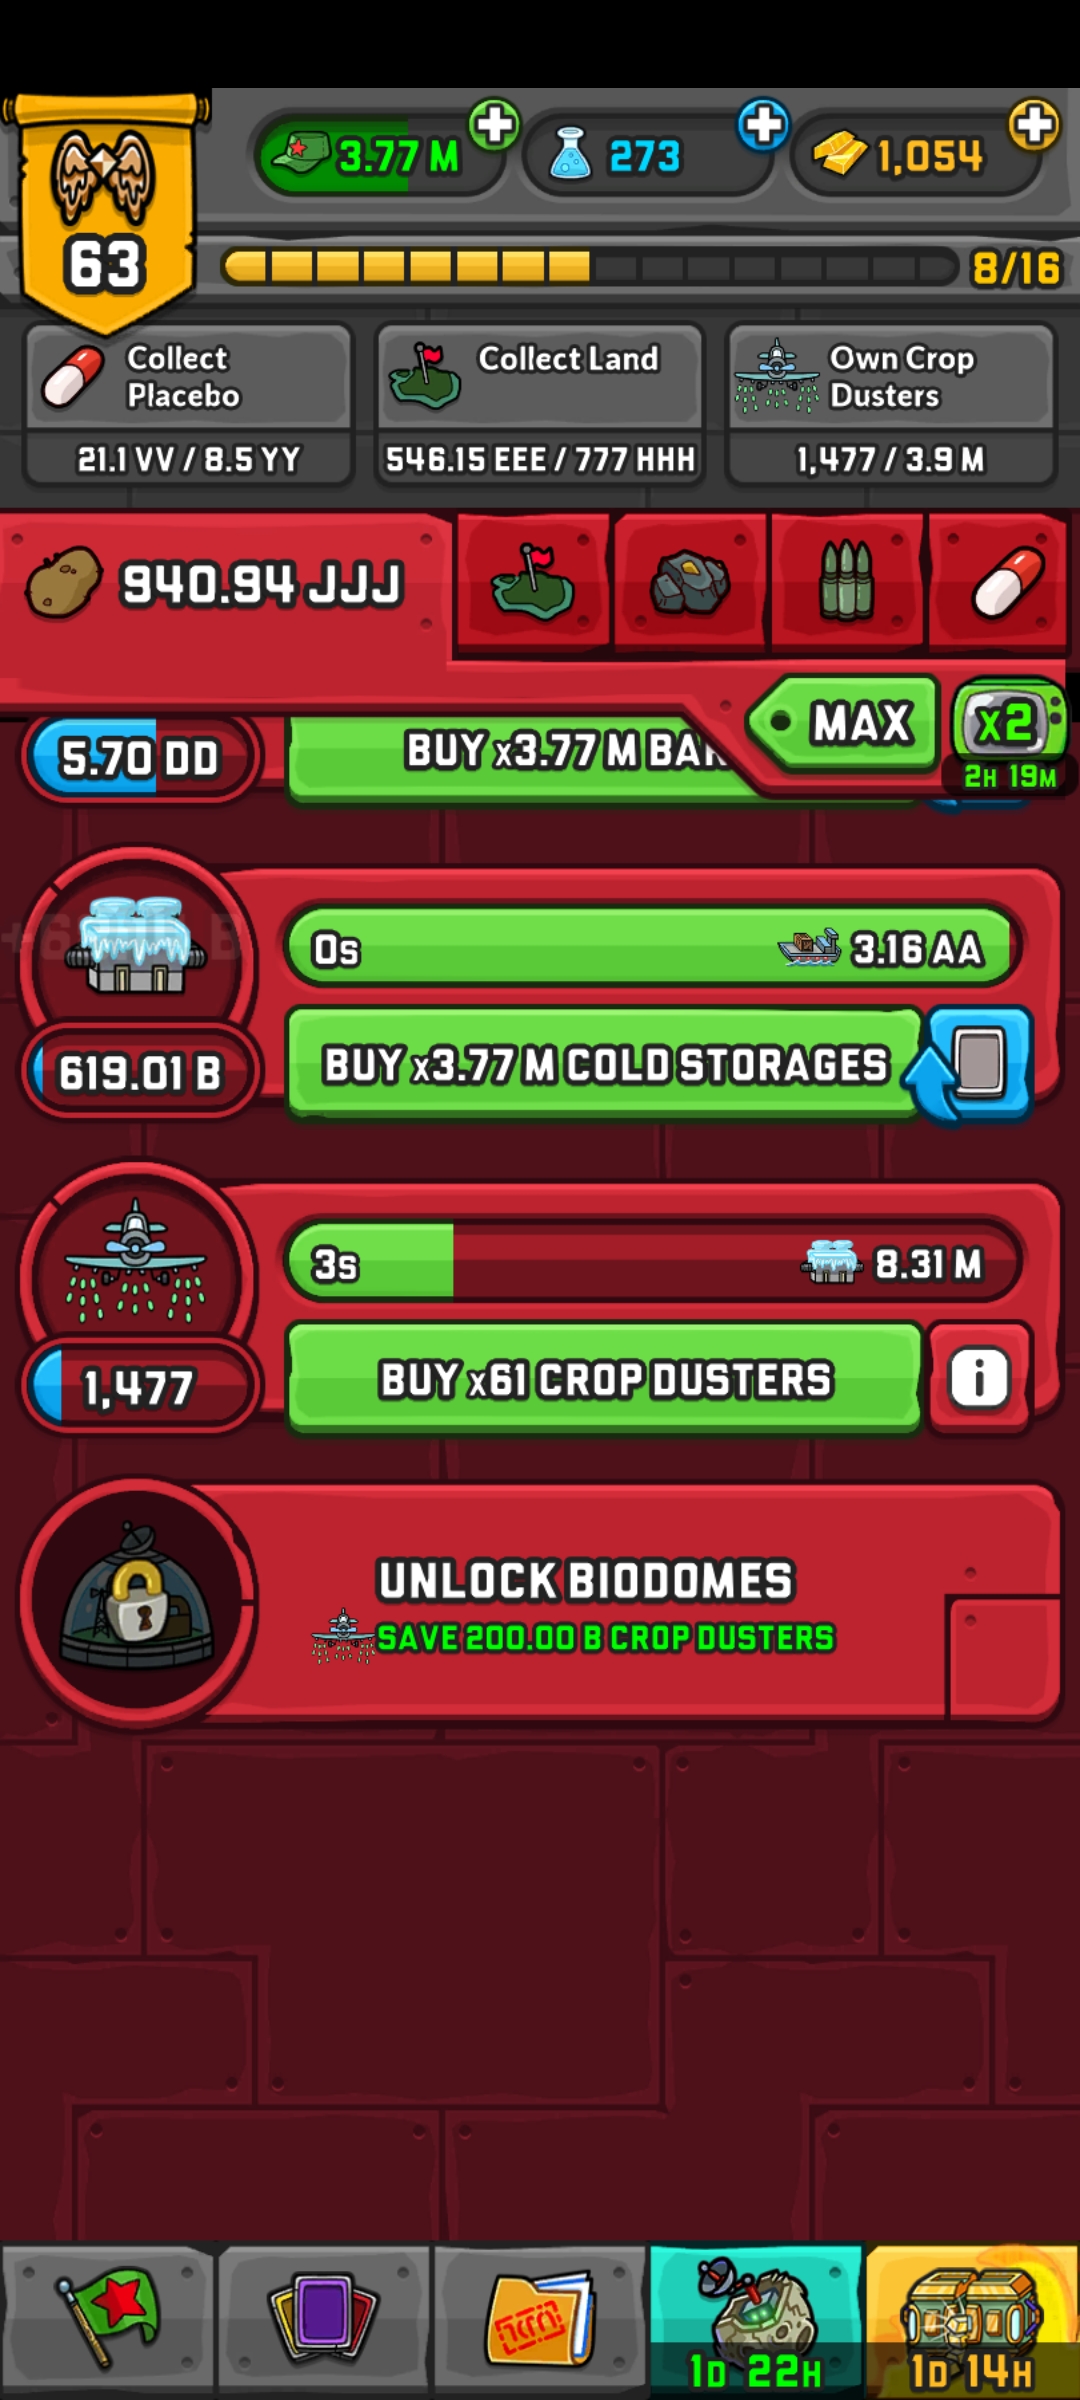 3.77 M
273
1,054
63
8/16
Collect
Placebo
21.1 VV / 8.5 YY
Collect Land
546.15 EEE / 777 HHH
Own Crop
Dusters
1,477 / 3.9 M
940.94 JJJ
MAX
x2
2H 19M
5.70 DD
BUY x3.77 M
0s
3.16 AA
619.01 B
BUY x3.77 M COLD STORAGES
3s
8.31 M
1,477
BUY x61 CROP DUSTERS
i
UNLOCK BIODOMES
SAVE 200.00 B CROP DUSTERS
1D 22H
1D 14H